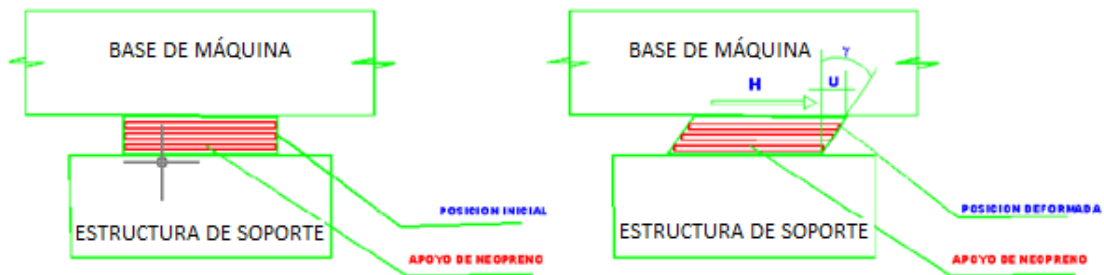 BASE DE MÁQUINA
POSICION INICIAL
ESTRUCTURA DE SOPORTE
APOYO DE NEOPRENO
BASE DE MÁQUINA
γ
U
H
POSICION DEFORMADA
ESTRUCTURA DE SOPORTE
APOYO DE NEOPRENO